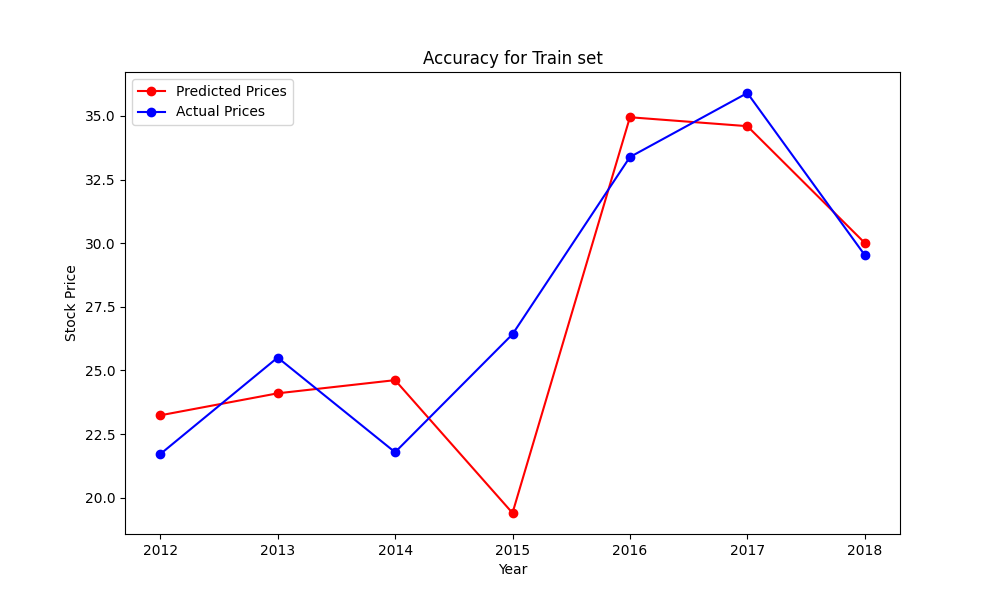 Accuracy for Train set
Predicted Prices
Actual Prices
35.0
32.5
30.0
27.5
25.0
22.5
20.0
Stock Price
2012 2013 2014 2015 2016 2017 2018
Year